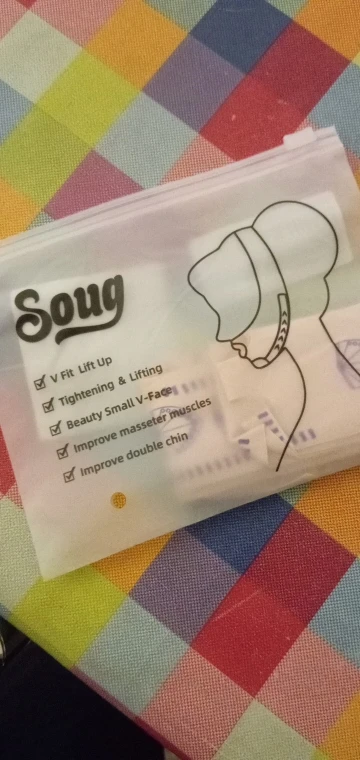 Soug
V Fit Lift Up
Tightening & Lifting
Beauty Small V-Face
Improve masseter muscles
Improve double chin